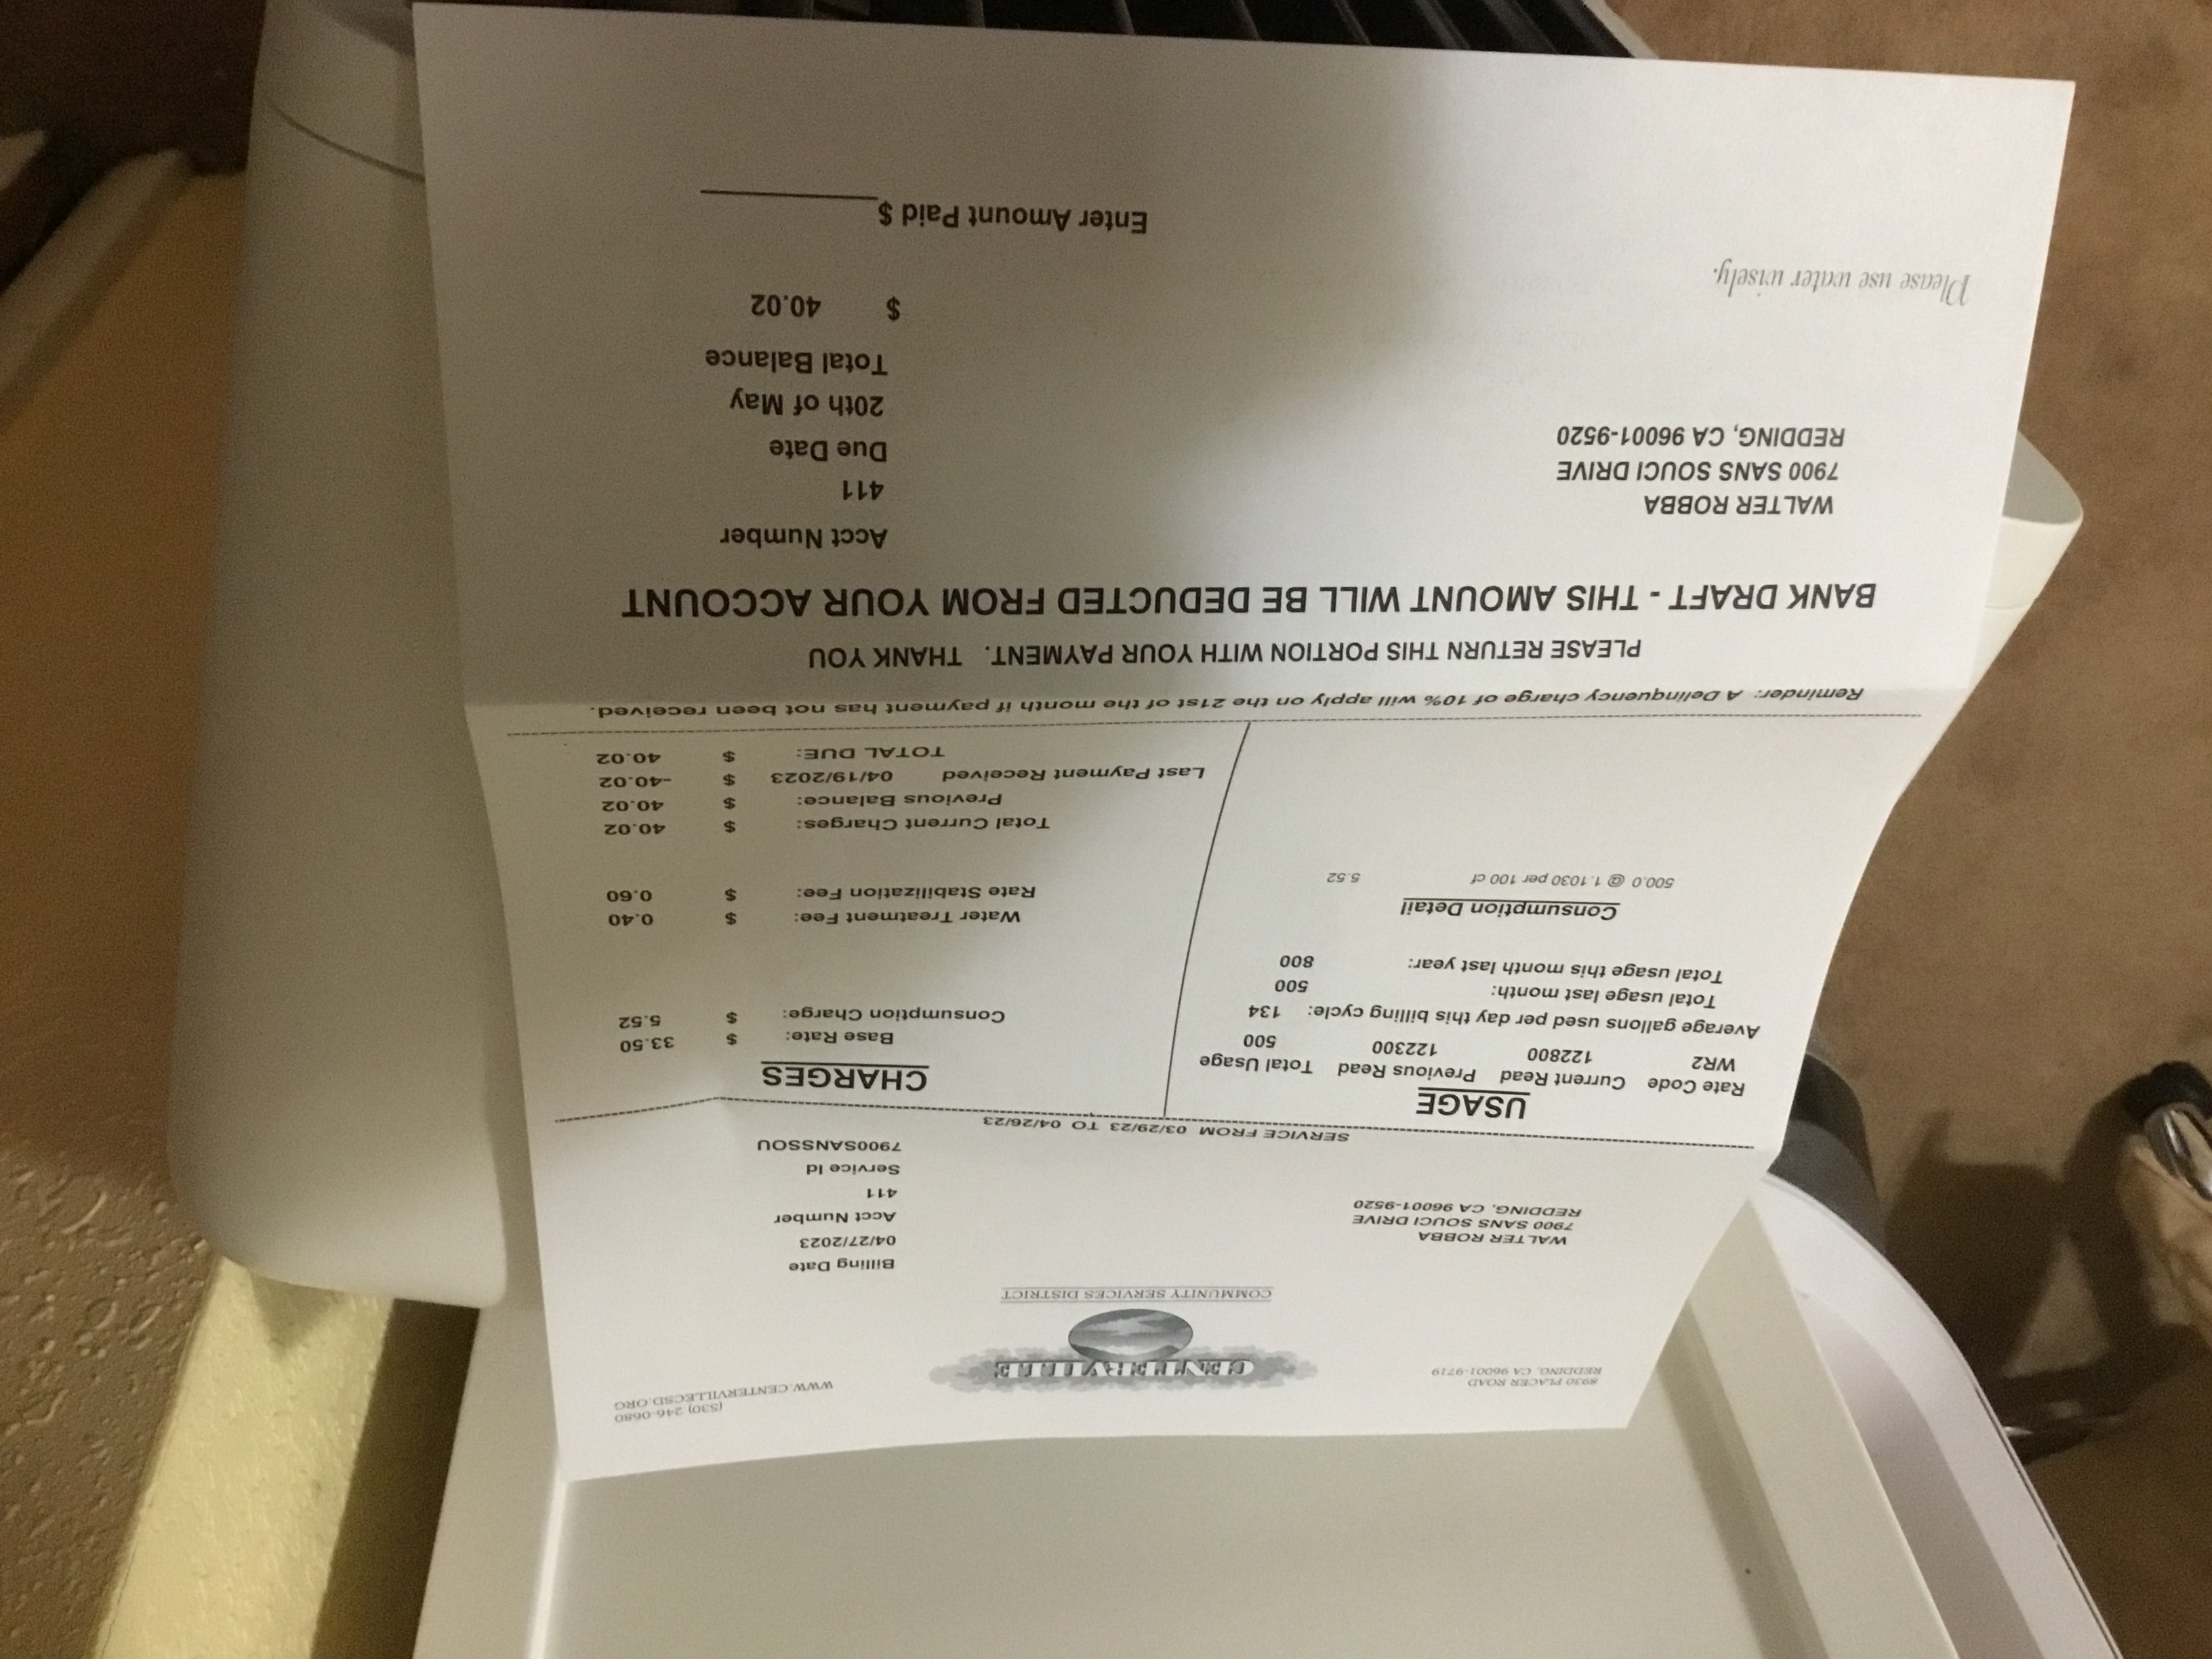 8930 PLACER ROAD
REDDING, CA 96001-9719
CENTERVILLE
COMMUNITY SERVICES DISTRICT
(530) 246-0680
WWW.CENTERVILLECSD.ORG
WALTER ROBBA
7900 SANS SOUCI DRIVE
REDDING, CA 96001-9520
Billing Date
04/27/2023
Acct Number
411
Service Id
7900SANSSOU
SERVICE FROM 03/29/23 TO 04/26/23
USAGE
Rate Code Current Read Previous Read Total Usage
WR2 122800 122300 500
Average gallons used per day this billing cycle: 134
Total usage last month: 500
Total usage this month last year: 800
Consumption Detail
500.0 @ 1.1030 per 100 cf 5.52
CHARGES
Base Rate: $ 33.50
Consumption Charge: $ 5.52
Water Treatment Fee: $ 0.40
Rate Stabilization Fee: $ 0.60
Total Current Charges: $ 40.02
Previous Balance: $ 40.02
Last Payment Received 04/19/2023 $ -40.02
TOTAL DUE: $ 40.02
Reminder: A Delinquency charge of 10% will apply on the 21st of the month if payment has not been received.
PLEASE RETURN THIS PORTION WITH YOUR PAYMENT. THANK YOU
BANK DRAFT - THIS AMOUNT WILL BE DEDUCTED FROM YOUR ACCOUNT
WALTER ROBBA
7900 SANS SOUCI DRIVE
REDDING, CA 96001-9520
Acct Number
411
Due Date
20th of May
Total Balance
$ 40.02
Please use water wisely.
Enter Amount Paid $